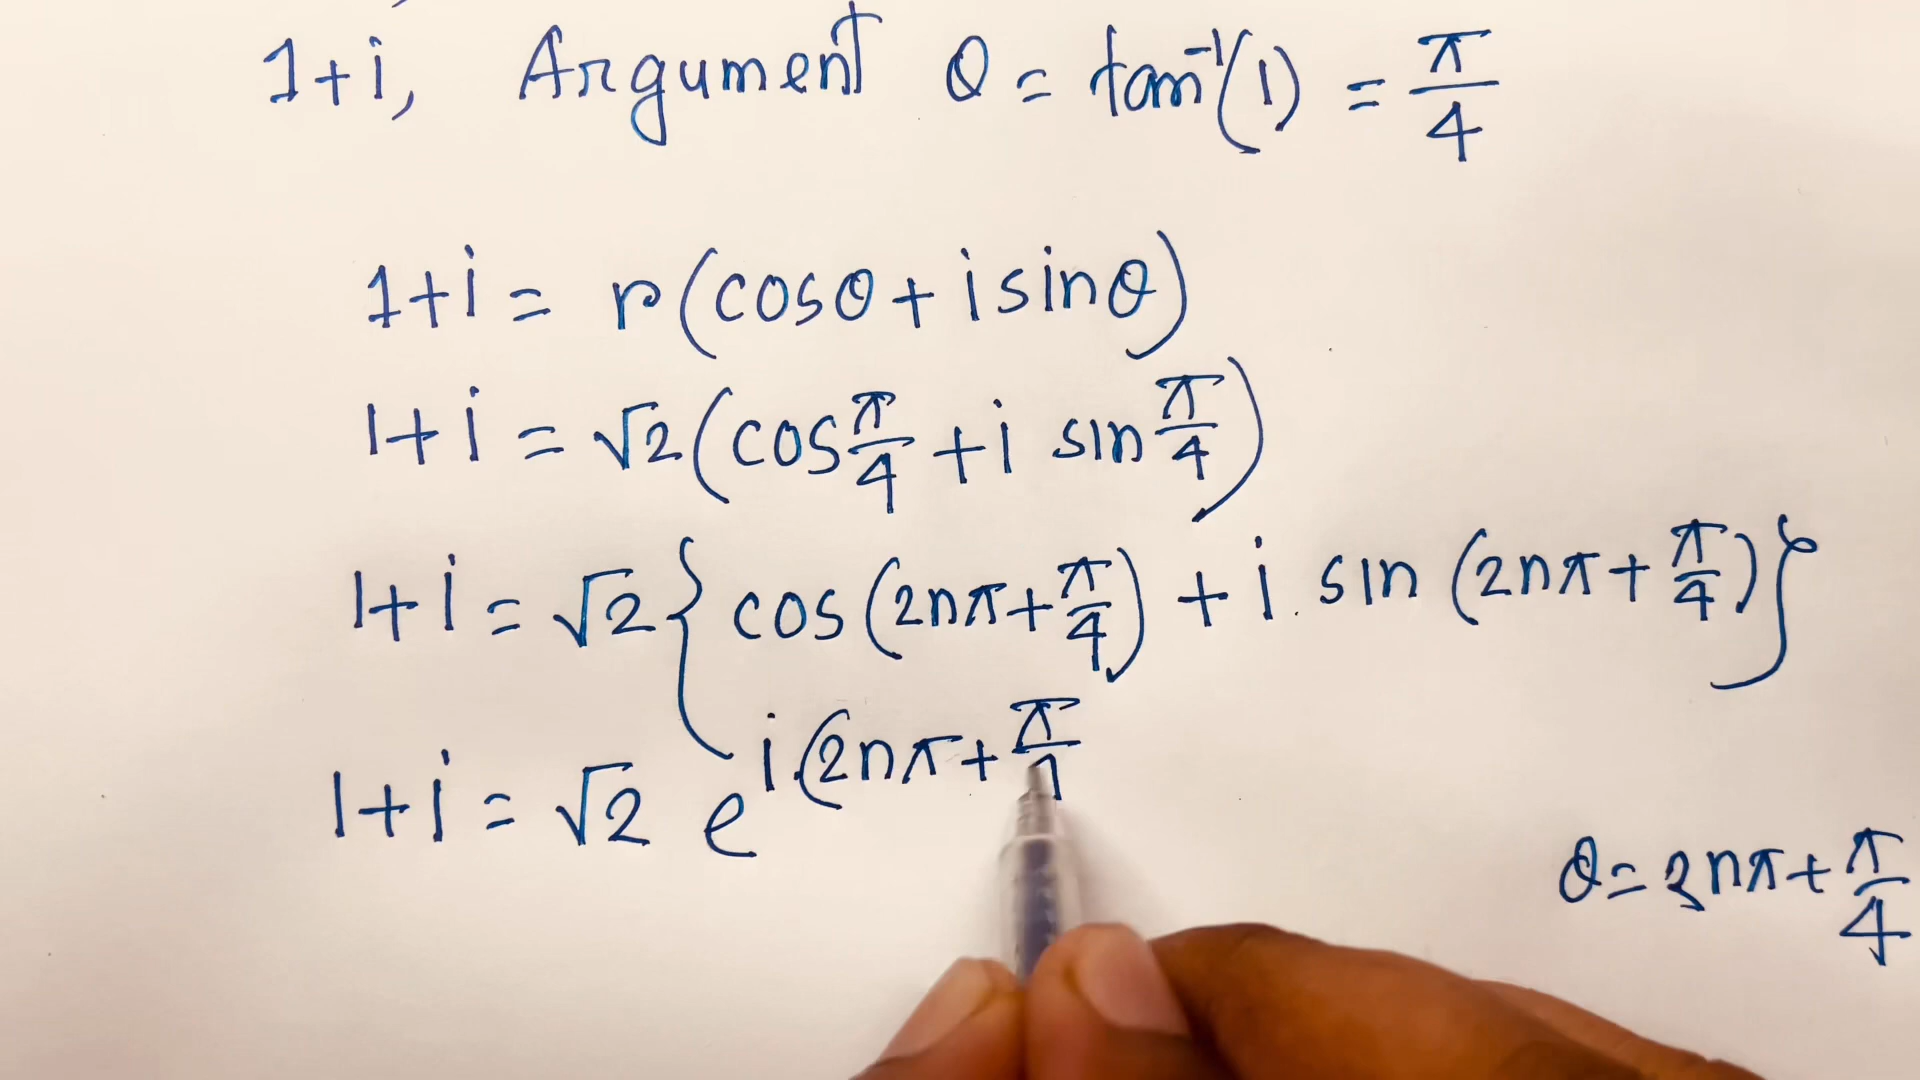 1+i, Argument θ = tan⁻¹(1) = π/4
1+i = r(cosθ + i sinθ)
1+i = √2(cos π/4 + i sin π/4)
1+i = √2{cos(2nπ+π/4) + i. sin(2nπ+π/4)}
1+i = √2 e^i(2nπ+π/
θ = 2nπ+π/4